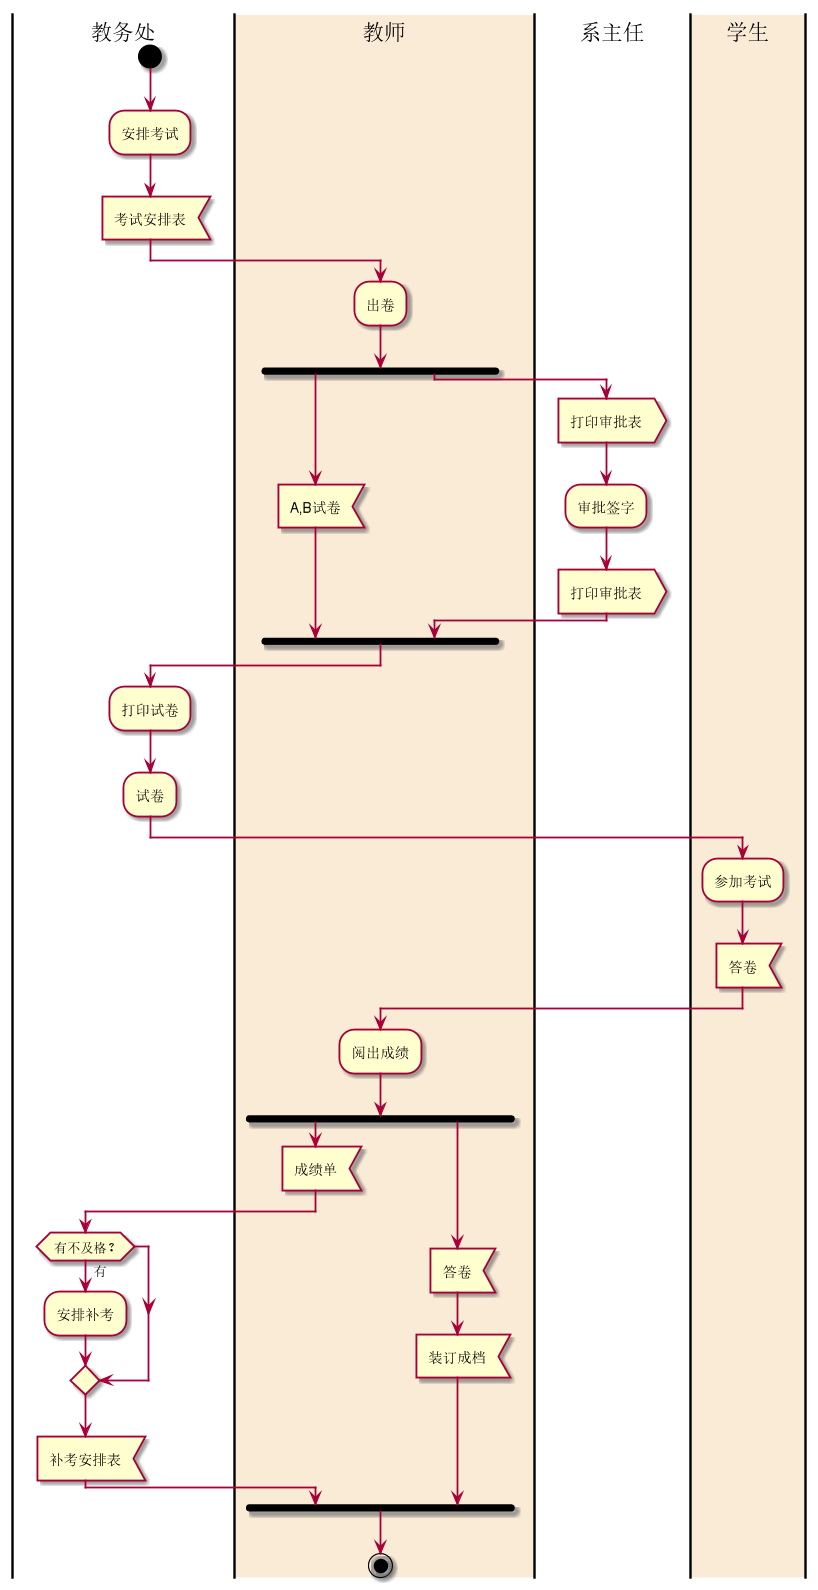 教务处
教师
系主任
学生
安排考试
考试安排表
出卷
打印审批表
A,B试卷
审批签字
打印审批表
打印试卷
试卷
参加考试
答卷
阅出成绩
成绩单
有不及格?
有
答卷
安排补考
装订成档
补考安排表